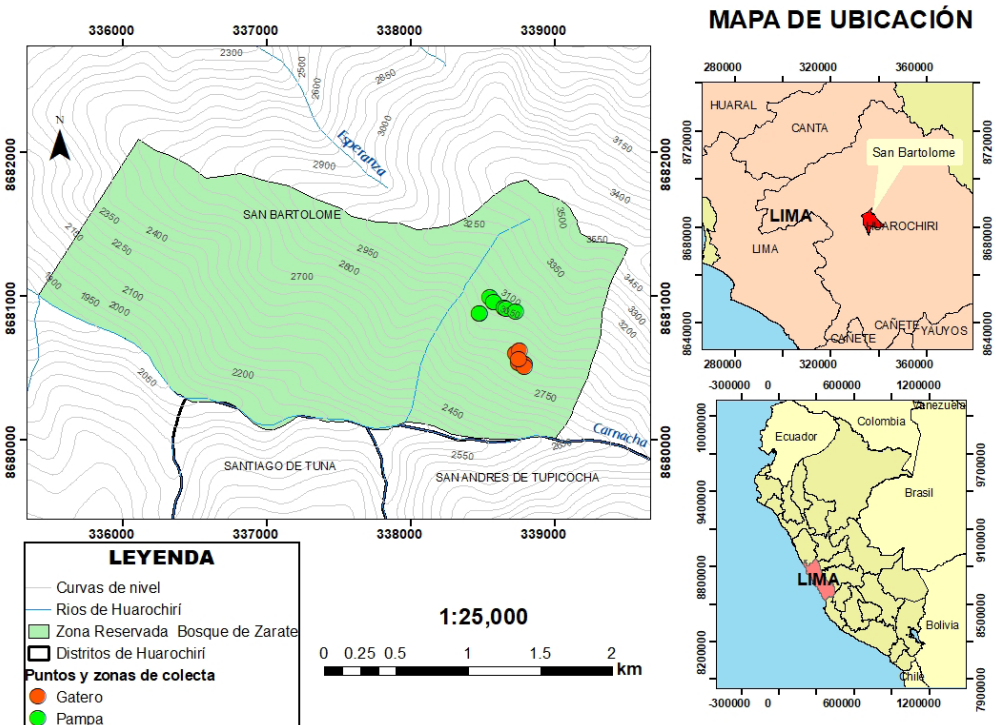 MAPA DE UBICACIÓN
336000 337000 338000 339000
8682000
8681000
8680000
N
2300
2500
2600
2850
3000
2900
3150
3400
Esperanza
SAN BARTOLOME
3250
3500
3550
2350
2150
2250
2400
2950
2800
2700
3350
3450
3300
3200
3100
3150
1900
1950
2000
2100
2050
2200
2450
2750
2550
Carnacha
SANTIAGO DE TUNA
SAN ANDRES DE TUPICOCHA
8682000
8681000
8680000
336000 337000 338000 339000
LEYENDA
Curvas de nivel
Rios de Huarochirí
Zona Reservada Bosque de Zarate
Distritos de Huarochirí
Puntos y zonas de colecta
Gatero
Pampa
1:25,000
0 0.25 0.5 1 1.5 2
km
280000 320000 360000
8720000
8680000
8640000
HUARAL
CANTA
San Bartolome
LIMA
HUAROCHIRI
LIMA
CAÑETE
CAÑETE
YAUYOS
8720000
8680000
8640000
280000 320000 360000
-300000 0 600000 1200000
10000000
9400000
8800000
8200000
Venezuela
Colombia
Ecuador
Brasil
LIMA
Bolivia
Chile
9700000
9100000
8500000
7900000
-300000 0 600000 1200000